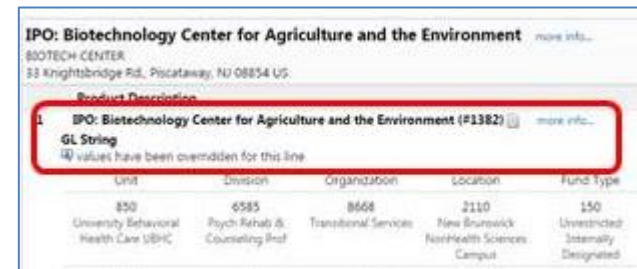 IPO: Biotechnology Center for Agriculture and the Environment more info...
BIOTECH CENTER
33 Knightsbridge Rd., Piscataway, NJ 08854 US
Product Description
1 IPO: Biotechnology Center for Agriculture and the Environment (#1382) more info...
GL String
values have been overridden for this line
Unit Division Organization Location Fund Type
850 6585 8668 2110 150
University Behavioral Psych Rehab & Transitional Services New Brunswick Unrestricted
Health Care UBHC Counseling Prof NonHealth Sciences Internally
Campus Designated